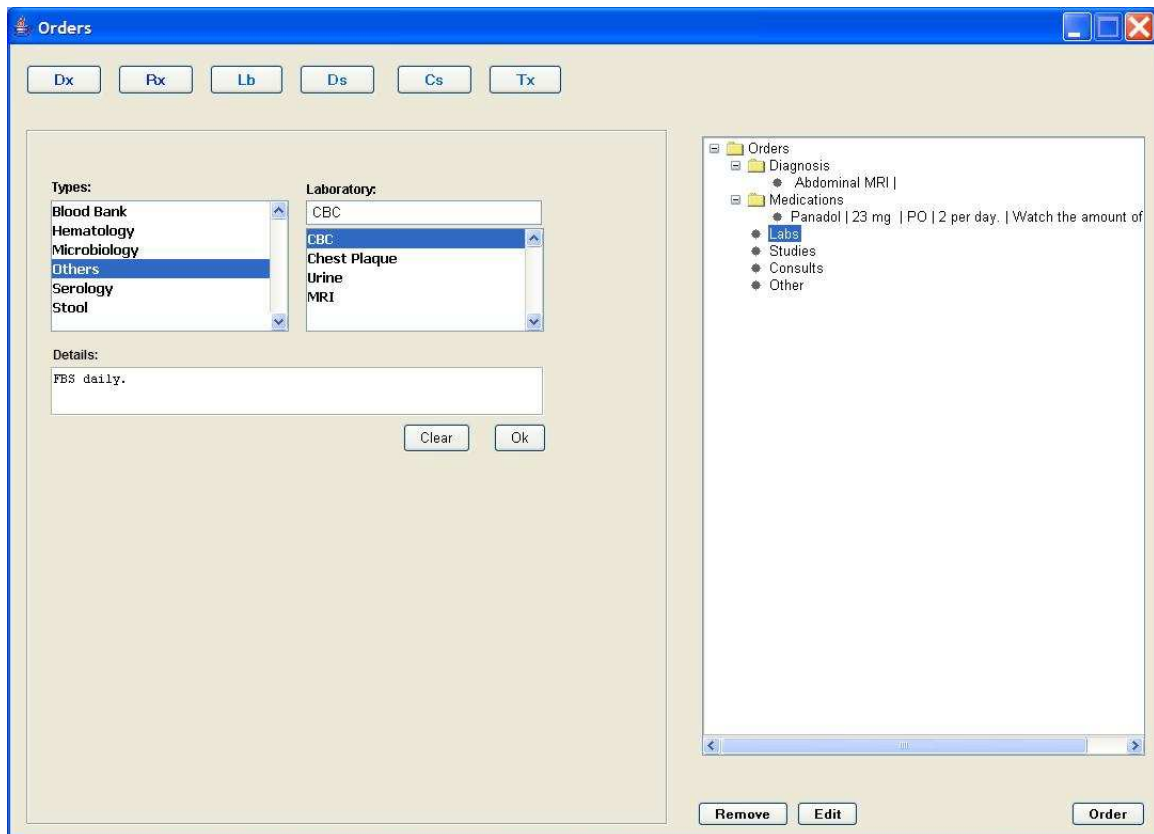 Orders
Dx Rx Lb Ds Cs Tx
Types:
Blood Bank
Hematology
Microbiology
Others
Serology
Stool
Laboratory:
CBC
CBC
Chest Plaque
Urine
MRI
Details:
FBS daily.
Clear Ok
Orders
Diagnosis
Abdominal MRI |
Medications
Panadol | 23 mg | PO | 2 per day. | Watch the amount of
Labs
Studies
Consults
Other
Remove Edit Order